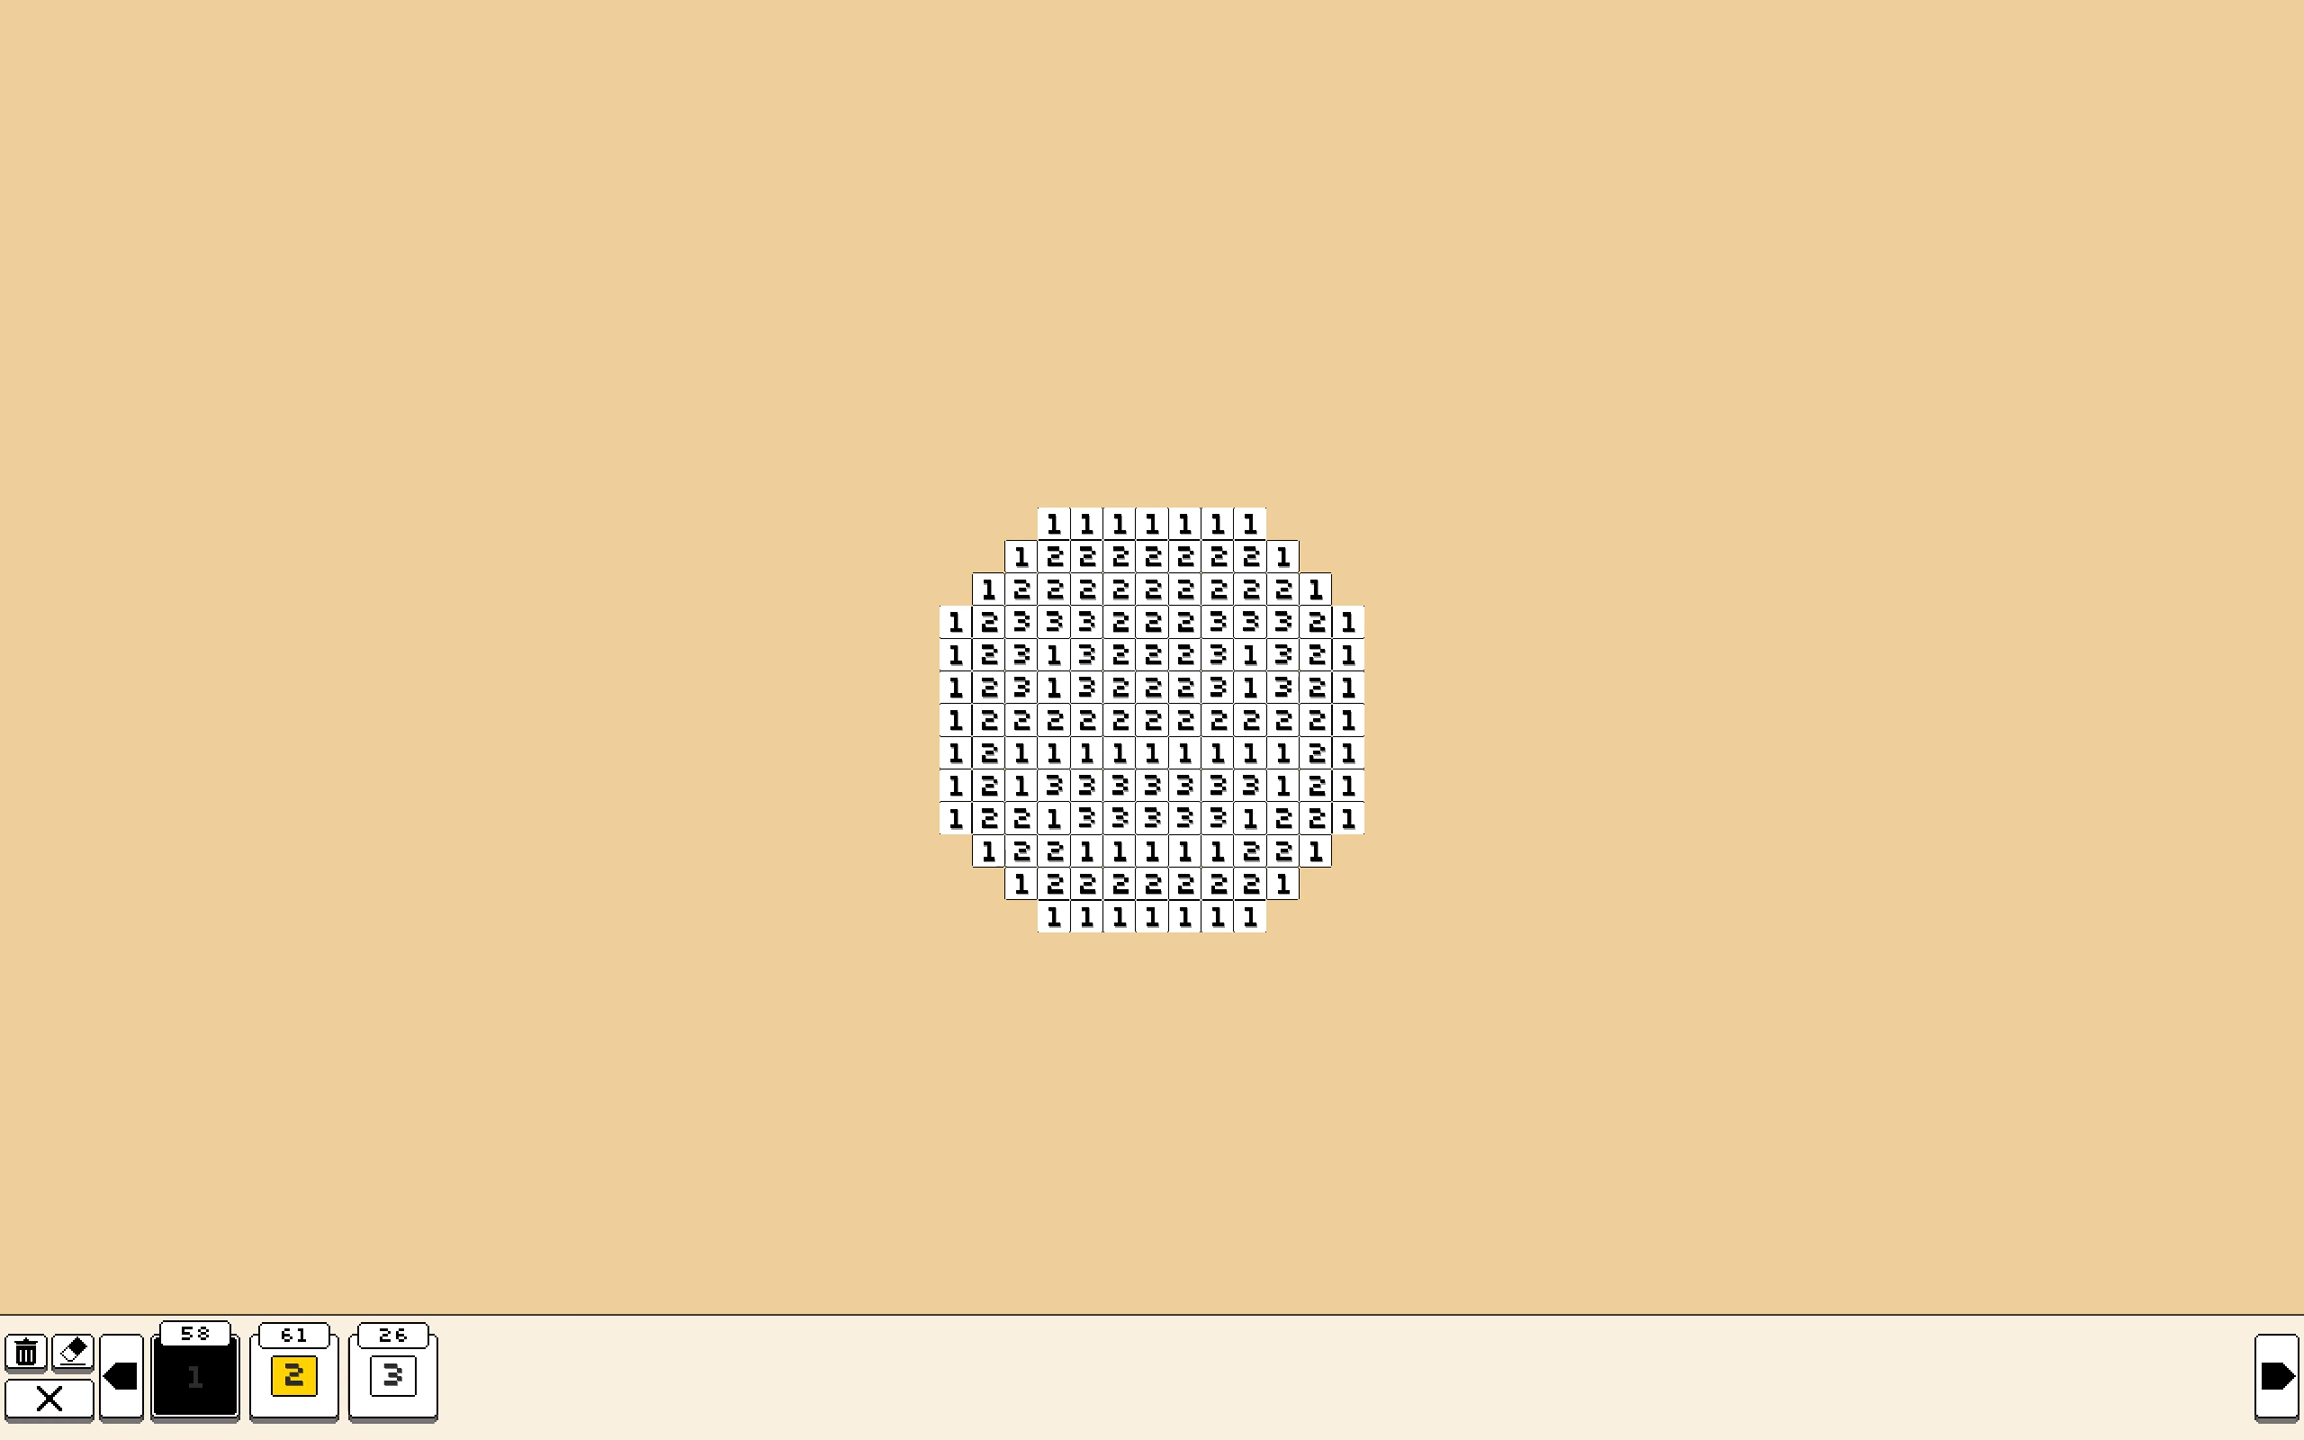 1 1 1 1 1 1 1
1 2 2 2 2 2 2 2 1
1 2 2 2 2 2 2 2 2 2 1
1 2 3 3 3 2 2 2 3 3 3 2 1
1 2 3 1 3 2 2 2 3 1 3 2 1
1 2 3 1 3 2 2 2 3 1 3 2 1
1 2 2 2 2 2 2 2 2 2 2 2 1
1 2 1 1 1 1 1 1 1 1 1 2 1
1 2 1 3 3 3 3 3 3 3 1 2 1
1 2 2 1 3 3 3 3 3 1 2 2 1
1 2 2 1 1 1 1 1 2 2 1
1 2 2 2 2 2 2 2 1
1 1 1 1 1 1 1
58 61 26
1 2 3